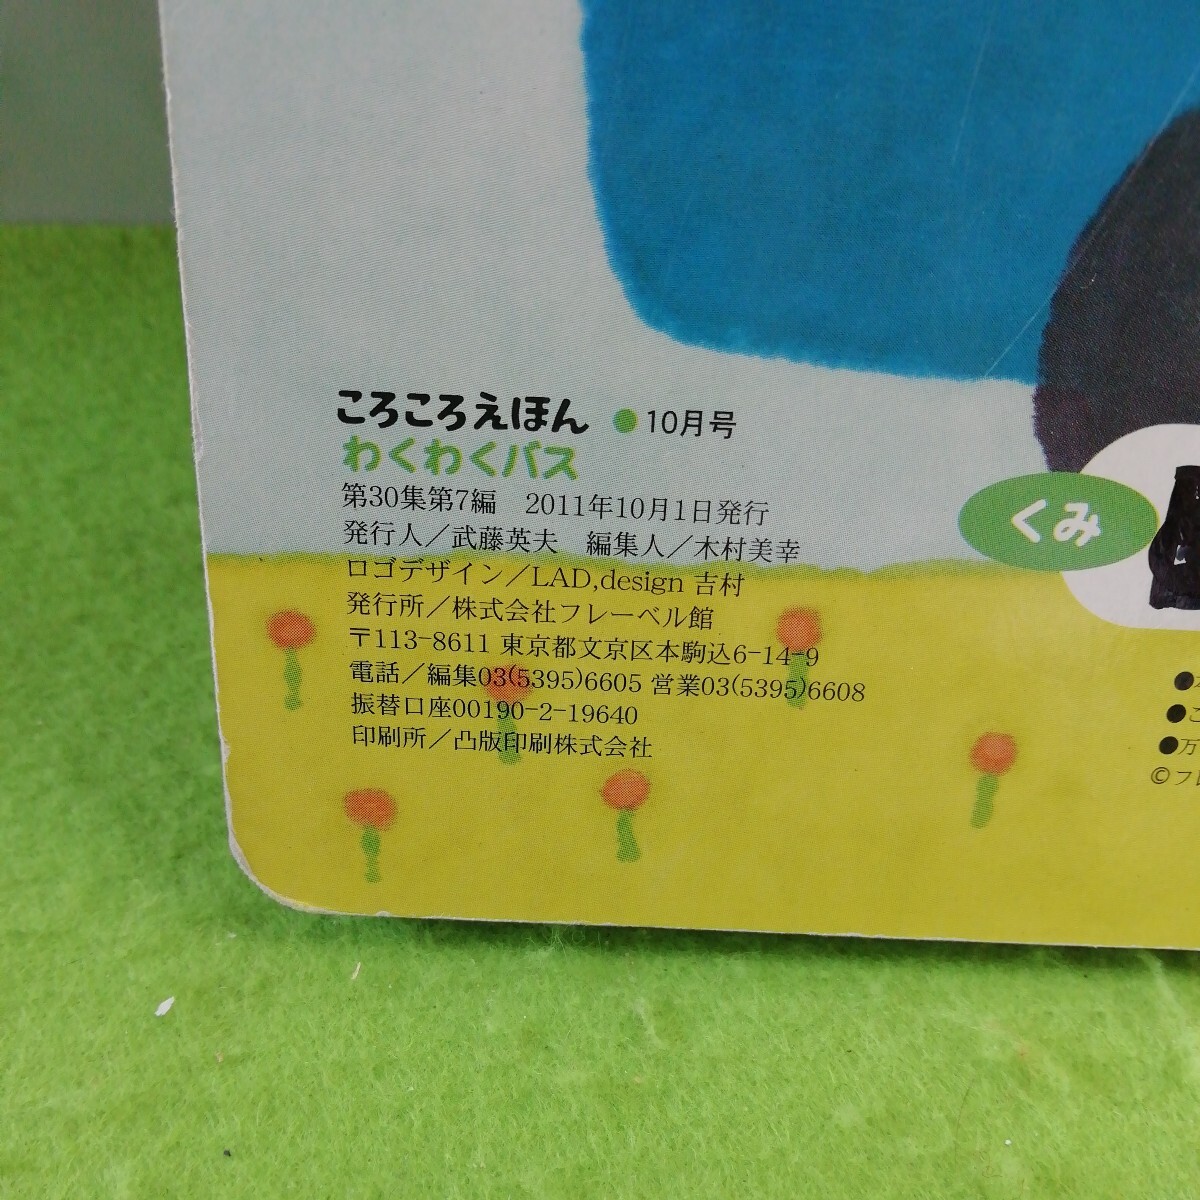 ころころえほん ●10月号
わくわくバス
第30集第7編　2011年10月1日発行
発行人／武藤英夫　編集人／木村美幸
ロゴデザイン／LAD,design 吉村
発行所／株式会社フレーベル館
〒113-8611 東京都文京区本駒込6-14-9
電話／編集03(5395)6605 営業03(5395)6608
振替口座00190-2-19640
印刷所／凸版印刷株式会社
くみ
●
●こ
●万
©フレ